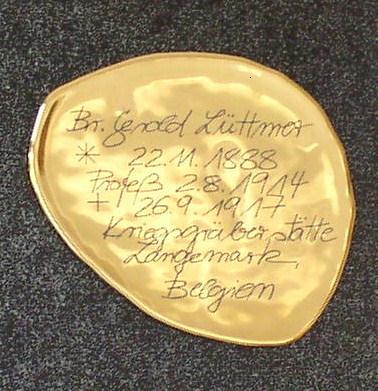 Br. Gerold Lüttmer
* 22.11.1888
Profeß 2.8.1914
+ 26.9.1917
Kriegsgräberstätte
Langemark,
Belgien